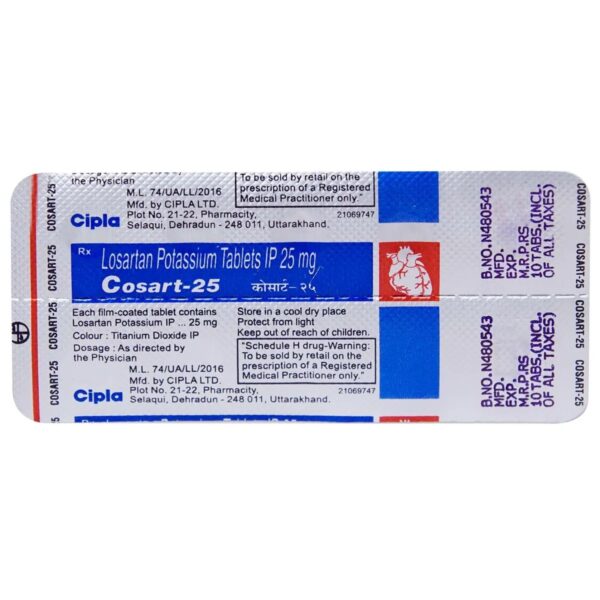 the Physician
M.L. 74/UA/LL/2016
Mfd. by CIPLA LTD.
Plot No. 21-22, Pharmacity,
Selaqui, Dehradun - 248 011, Uttarakhand.
Cipla
To be sold by retail on the
prescription of a Registered
Medical Practitioner only."
21069747
Rx
Losartan Potassium Tablets IP 25 mg
Cosart-25
कोसार्ट - २५
Each film-coated tablet contains
Losartan Potassium IP ... 25 mg
Colour : Titanium Dioxide IP
Dosage : As directed by
the Physician
M.L. 74/UA/LL/2016
Mfd. by CIPLA LTD.
Plot No. 21-22, Pharmacity,
Selaqui, Dehradun - 248 011, Uttarakhand.
Cipla
Store in a cool dry place
Protect from light
Keep out of reach of children.
"Schedule H drug-Warning:
To be sold by retail on the
prescription of a Registered
Medical Practitioner only."
21069747
COSART-25
COSART-25
COSART-25
COSART-25
B.NO.N480543
MFD.
EXP.
M.R.P.RS
10 TABS.(INCL.
OF ALL TAXES)
B.NO.N480543
MFD.
EXP.
M.R.P.RS
10 TABS.(INCL.
OF ALL TAXES)
COSART-25
COSART-25
COSART-25